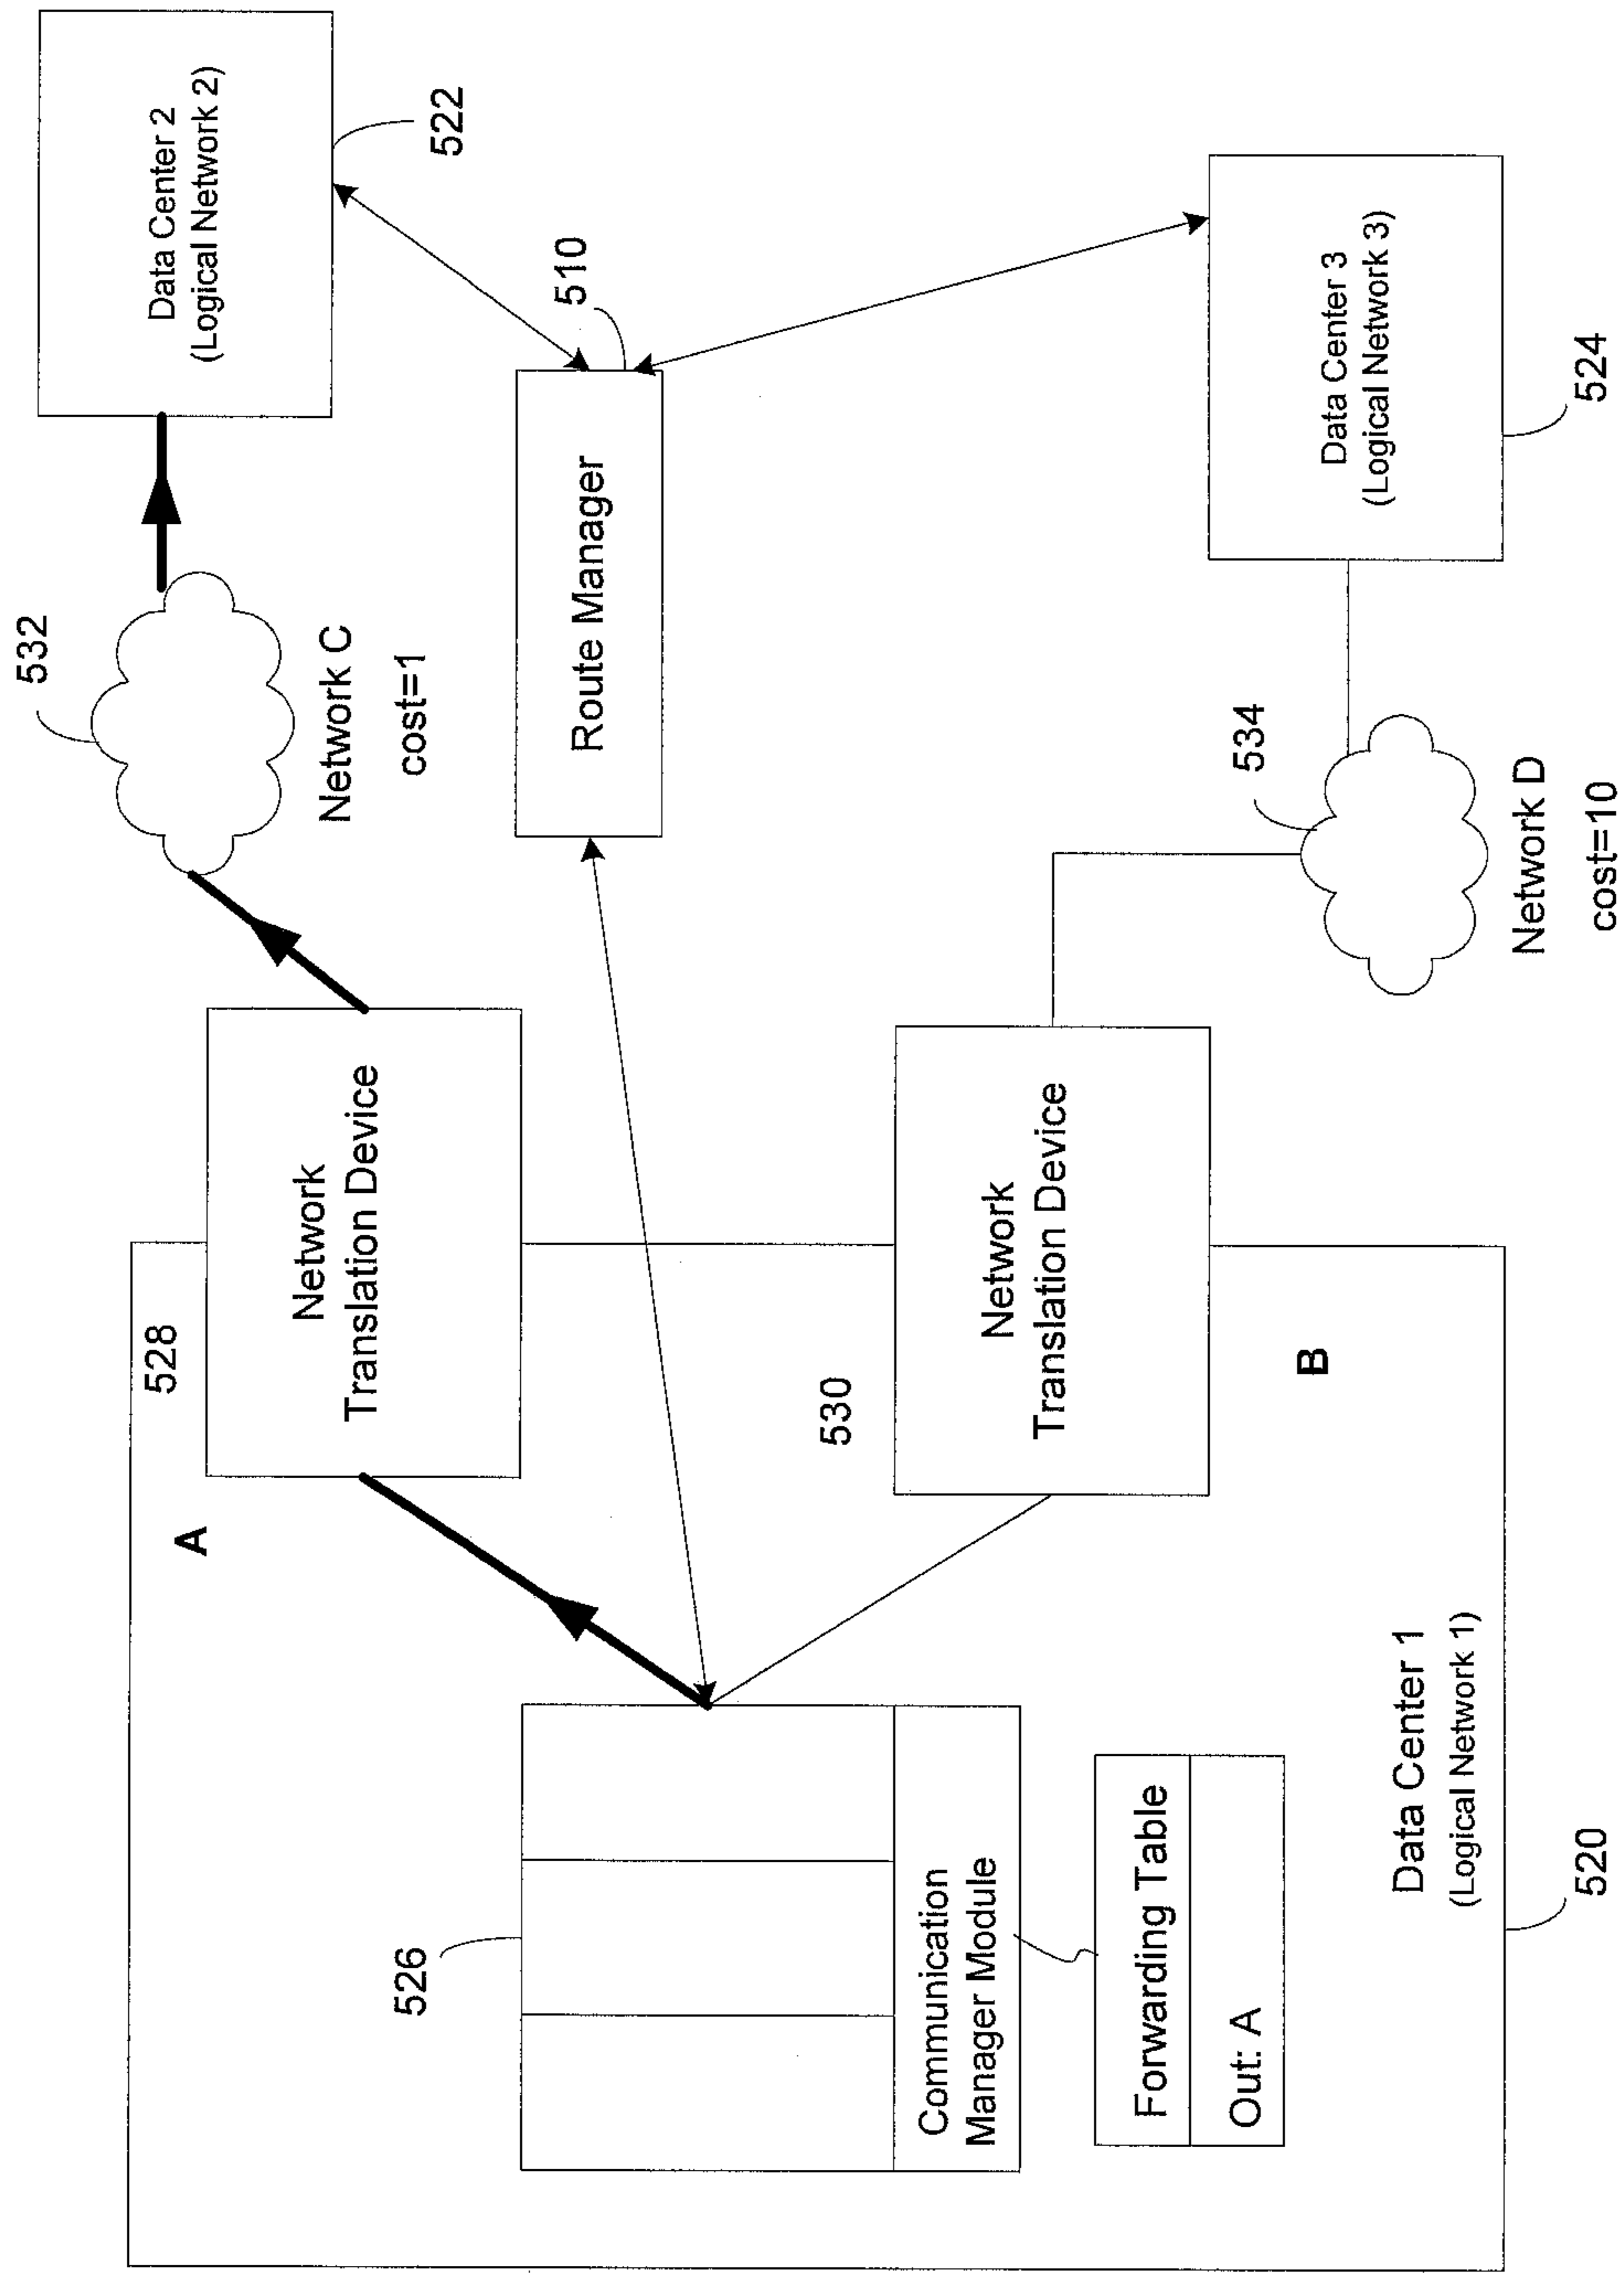 528
A
Network
Translation Device
532
Network C
cost=1
Data Center 2
(Logical Network 2)
522
526
Communication
Manager Module
Forwarding Table
Out: A
Route Manager
510
530
Network
Translation Device
B
534
Network D
cost=10
Data Center 3
(Logical Network 3)
524
Data Center 1
(Logical Network 1)
520